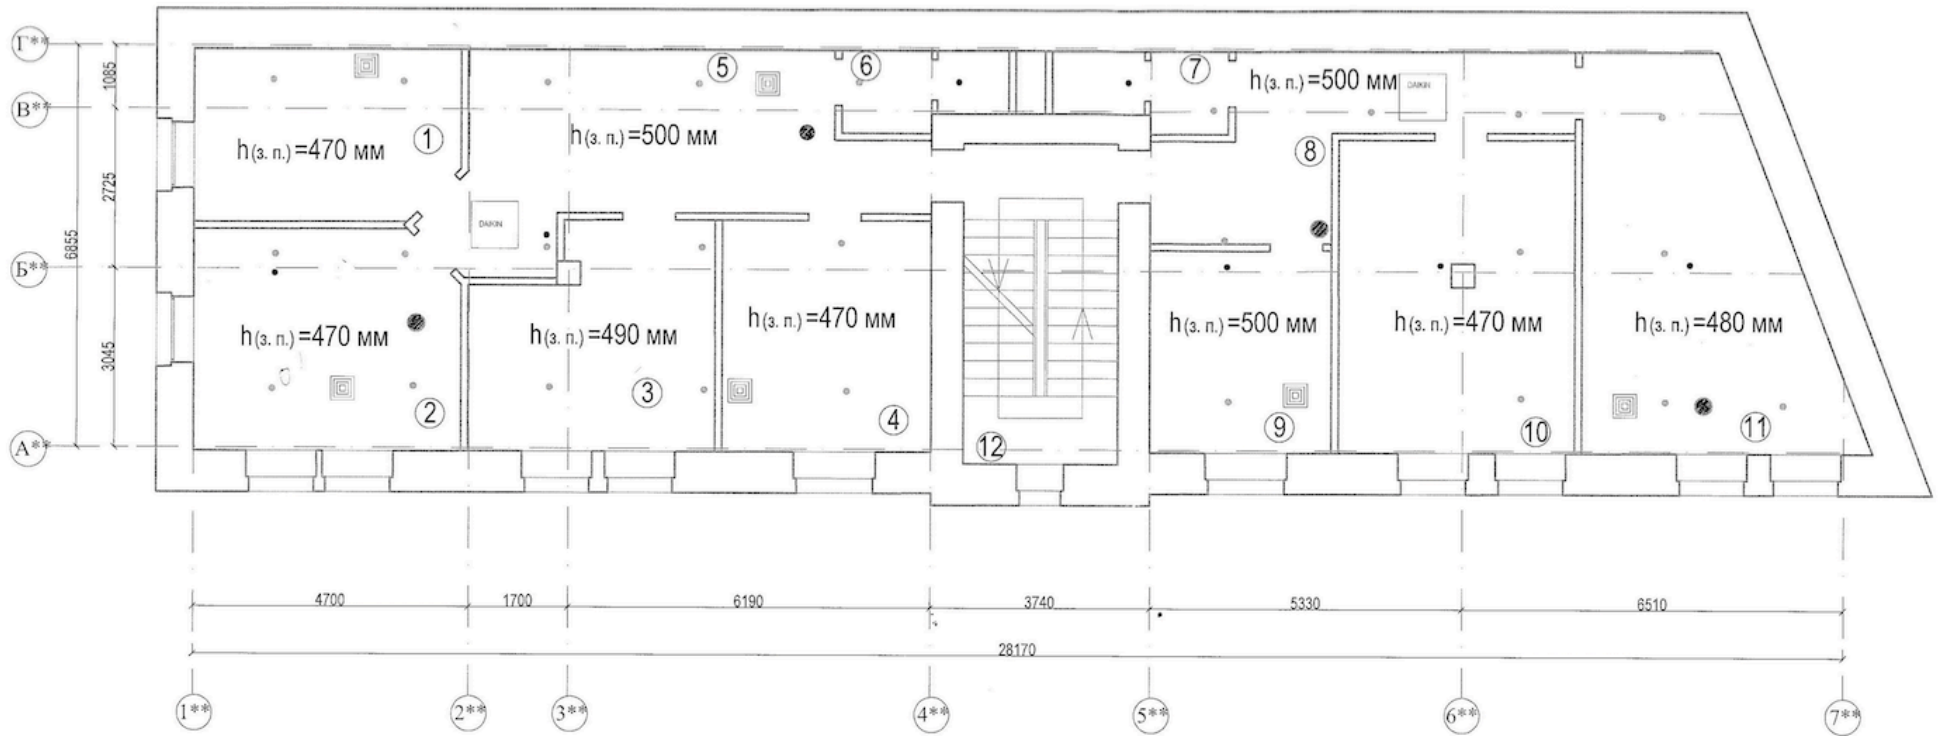 Г**
1085
5
6
7
h(з. п.)=500 мм
DAIKIN
В**
1
h(з. п.)=470 мм
h(з. п.)=500 мм
8
2725
6855
DAIKIN
Б**
h(з. п.)=470 мм
h(з. п.)=490 мм
h(з. п.)=470 мм
h(з. п.)=500 мм
h(з. п.)=470 мм
h(з. п.)=480 мм
3045
2
3
4
12
9
10
11
А**
4700
1700
6190
3740
5330
6510
28170
1**
2**
3**
4**
5**
6**
7**